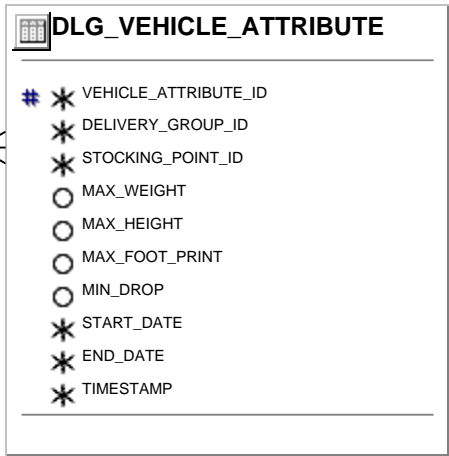 DLG_VEHICLE_ATTRIBUTE
# * VEHICLE_ATTRIBUTE_ID
* DELIVERY_GROUP_ID
* STOCKING_POINT_ID
O MAX_WEIGHT
O MAX_HEIGHT
O MAX_FOOT_PRINT
O MIN_DROP
* START_DATE
* END_DATE
* TIMESTAMP